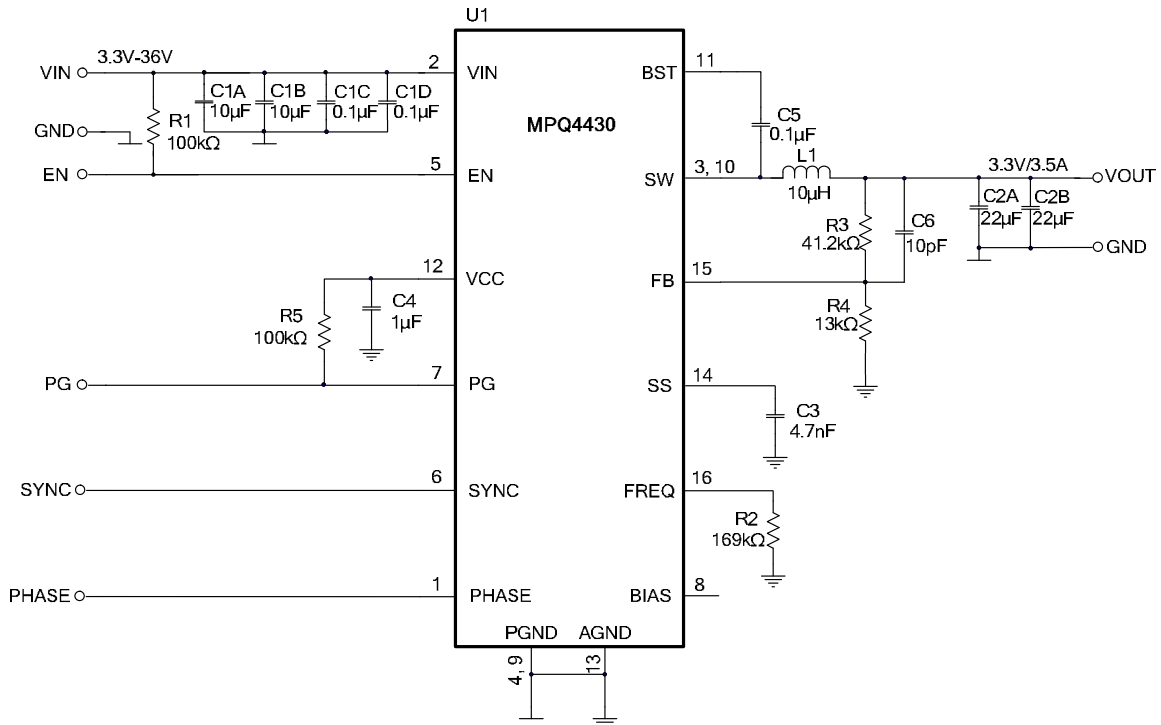 U1
VIN
3.3V-36V
2
VIN
C1A
10µF
C1B
10µF
C1C
0.1µF
C1D
0.1µF
GND
R1
100kΩ
EN
5
EN
MPQ4430
BST
11
C5
0.1µF
SW
3, 10
L1
10µH
3.3V/3.5A
VOUT
C2A
22µF
C2B
22µF
GND
R3
41.2kΩ
C6
10pF
12
VCC
R5
100kΩ
C4
1µF
FB
15
R4
13kΩ
PG
7
PG
SS
14
C3
4.7nF
SYNC
6
SYNC
FREQ
16
R2
169kΩ
PHASE
1
PHASE
BIAS
8
PGND
AGND
4, 9
13